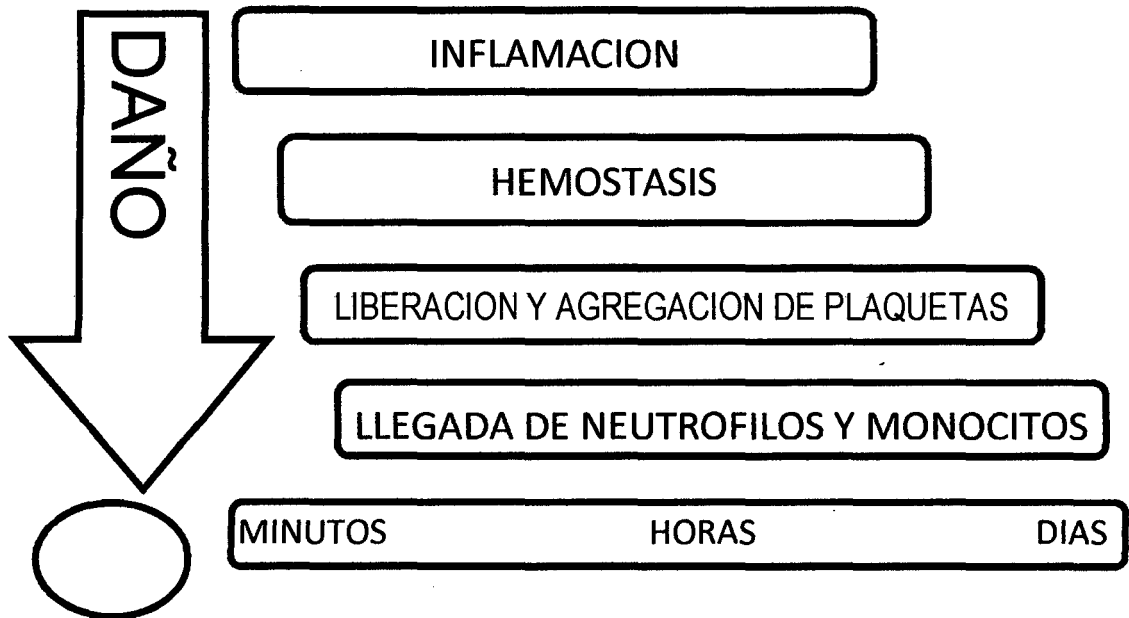 DAÑO
INFLAMACION
HEMOSTASIS
LIBERACION Y AGREGACION DE PLAQUETAS
LLEGADA DE NEUTROFILOS Y MONOCITOS
MINUTOS HORAS DIAS